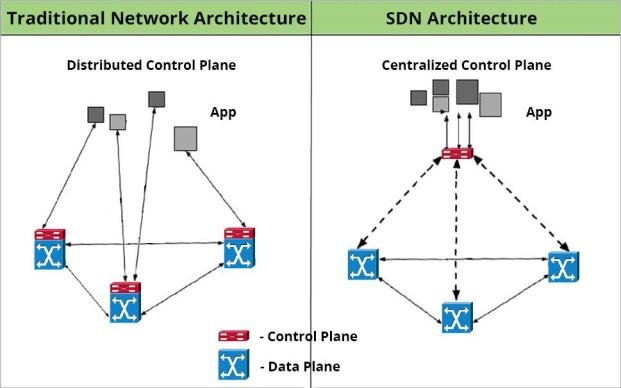 Traditional Network Architecture
SDN Architecture
Distributed Control Plane
App
Centralized Control Plane
App
- Control Plane
- Data Plane